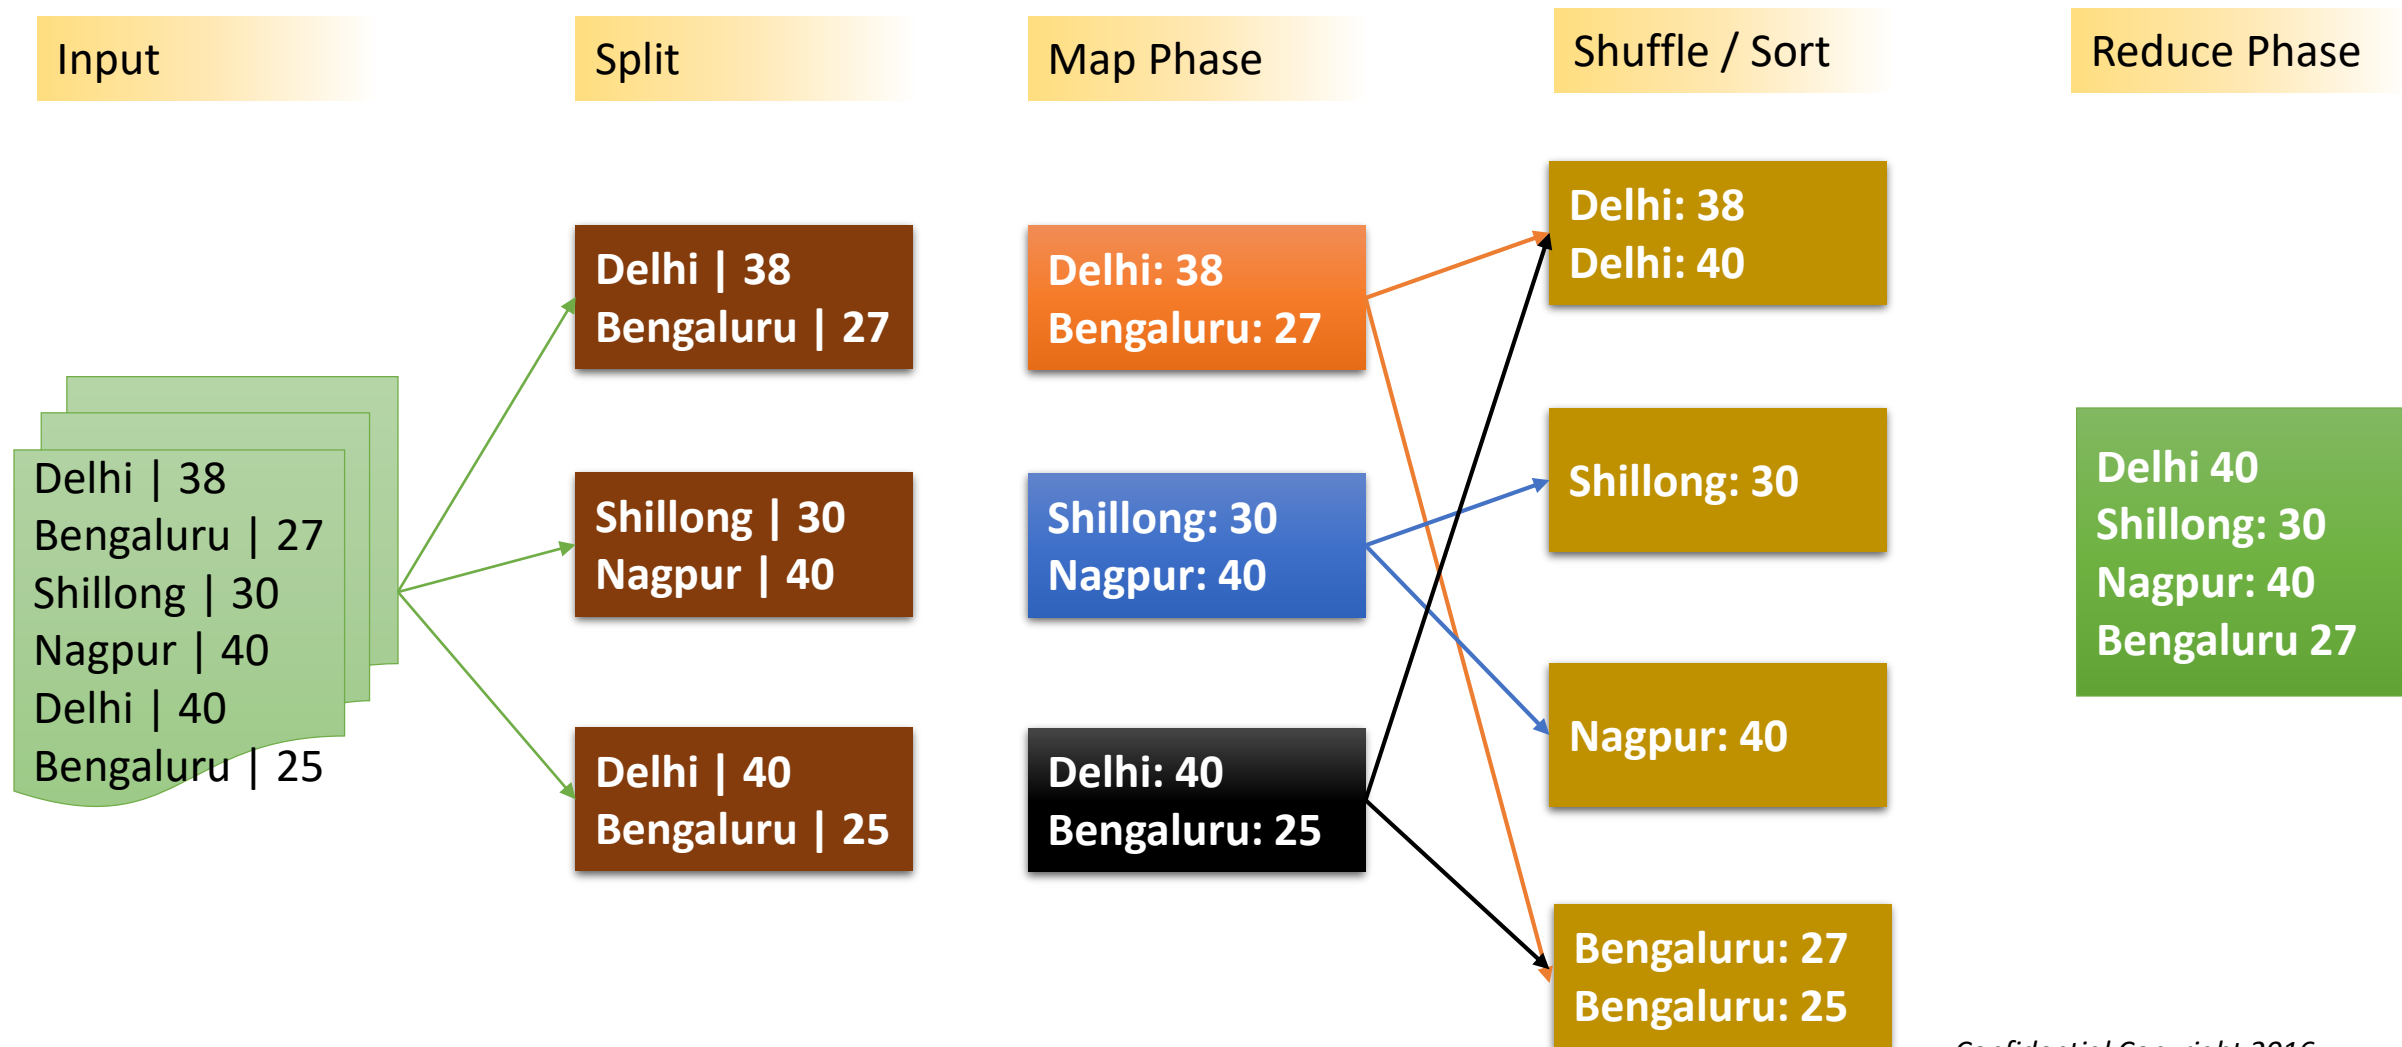 Input
Split
Map Phase
Shuffle / Sort
Reduce Phase
Delhi | 38
Bengaluru | 27
Shillong | 30
Nagpur | 40
Delhi | 40
Bengaluru | 25
Delhi | 38
Bengaluru | 27
Shillong | 30
Nagpur | 40
Delhi | 40
Bengaluru | 25
Delhi: 38
Bengaluru: 27
Shillong: 30
Nagpur: 40
Delhi: 40
Bengaluru: 25
Delhi: 38
Delhi: 40
Shillong: 30
Nagpur: 40
Bengaluru: 27
Bengaluru: 25
Delhi 40
Shillong: 30
Nagpur: 40
Bengaluru 27
Confidential Copyright 2016